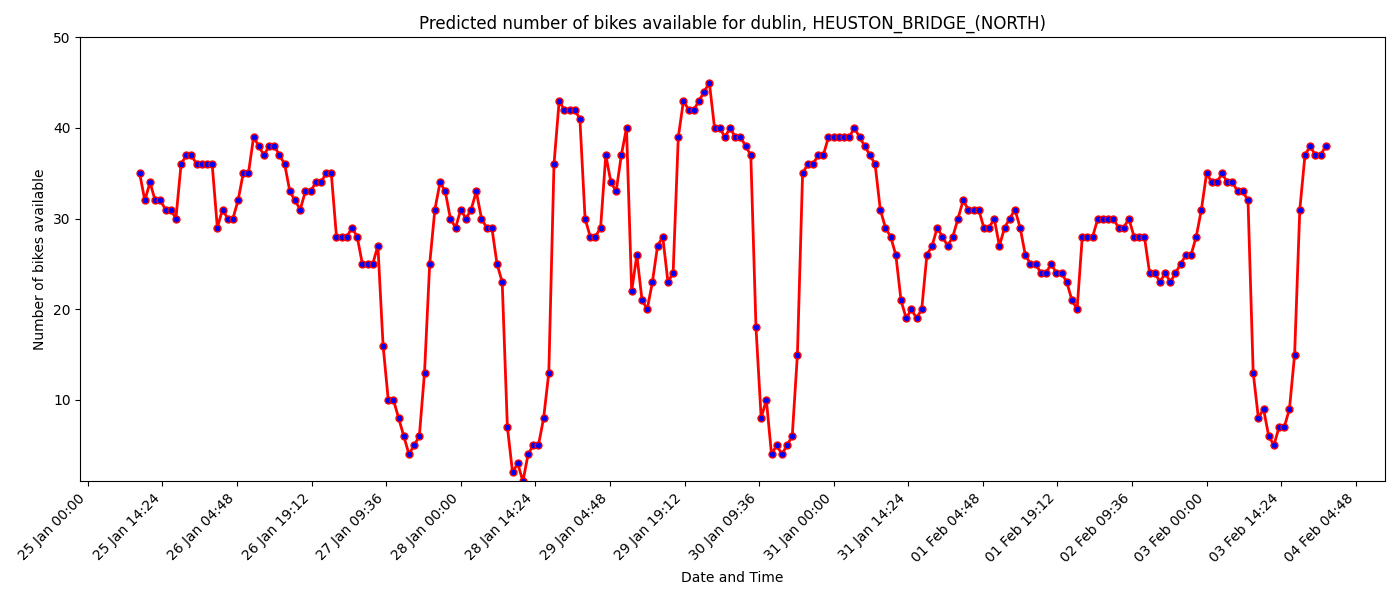 Predicted number of bikes available for dublin, HEUSTON_BRIDGE_(NORTH)
Number of bikes available
50
40
30
20
10
25 Jan 00:00
25 Jan 14:24
26 Jan 04:48
26 Jan 19:12
27 Jan 09:36
28 Jan 00:00
28 Jan 14:24
29 Jan 04:48
29 Jan 19:12
30 Jan 09:36
31 Jan 00:00
31 Jan 14:24
01 Feb 04:48
01 Feb 19:12
02 Feb 09:36
03 Feb 00:00
03 Feb 14:24
04 Feb 04:48
Date and Time